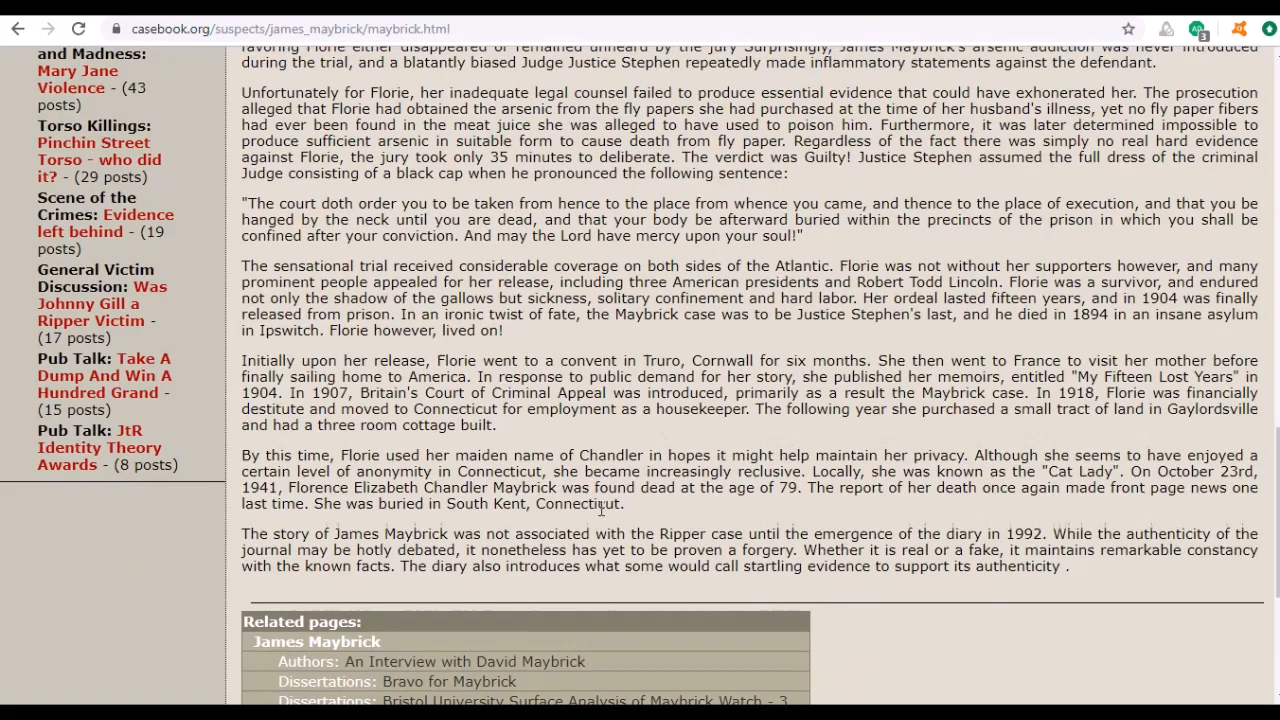 casebook.org/suspects/james_maybrick/maybrick.html
3
and Madness:
Mary Jane
Violence - (43
posts)
Torso Killings:
Pinchin Street
Torso - who did
it? - (29 posts)
Scene of the
Crimes: Evidence
left behind - (19
posts)
General Victim
Discussion: Was
Johnny Gill a
Ripper Victim -
(17 posts)
Pub Talk: Take A
Dump And Win A
Hundred Grand -
(15 posts)
Pub Talk: JtR
Identity Theory
Awards - (8 posts)
favoring Florie either disappeared or remained unheard by the jury Surprisingly, James Maybrick's arsenic addiction was never introduced
during the trial, and a blatantly biased Judge Justice Stephen repeatedly made inflammatory statements against the defendant.
Unfortunately for Florie, her inadequate legal counsel failed to produce essential evidence that could have exhonerated her. The prosecution
alleged that Florie had obtained the arsenic from the fly papers she had purchased at the time of her husband's illness, yet no fly paper fibers
had ever been found in the meat juice she was alleged to have used to poison him. Furthermore, it was later determined impossible to
produce sufficient arsenic in suitable form to cause death from fly paper. Regardless of the fact there was simply no real hard evidence
against Florie, the jury took only 35 minutes to deliberate. The verdict was Guilty! Justice Stephen assumed the full dress of the criminal
Judge consisting of a black cap when he pronounced the following sentence:
"The court doth order you to be taken from hence to the place from whence you came, and thence to the place of execution, and that you be
hanged by the neck until you are dead, and that your body be afterward buried within the precincts of the prison in which you shall be
confined after your conviction. And may the Lord have mercy upon your soul!"
The sensational trial received considerable coverage on both sides of the Atlantic. Florie was not without her supporters however, and many
prominent people appealed for her release, including three American presidents and Robert Todd Lincoln. Florie was a survivor, and endured
not only the shadow of the gallows but sickness, solitary confinement and hard labor. Her ordeal lasted fifteen years, and in 1904 was finally
released from prison. In an ironic twist of fate, the Maybrick case was to be Justice Stephen's last, and he died in 1894 in an insane asylum
in Ipswitch. Florie however, lived on!
Initially upon her release, Florie went to a convent in Truro, Cornwall for six months. She then went to France to visit her mother before
finally sailing home to America. In response to public demand for her story, she published her memoirs, entitled "My Fifteen Lost Years" in
1904. In 1907, Britain's Court of Criminal Appeal was introduced, primarily as a result the Maybrick case. In 1918, Florie was financially
destitute and moved to Connecticut for employment as a housekeeper. The following year she purchased a small tract of land in Gaylordsville
and had a three room cottage built.
By this time, Florie used her maiden name of Chandler in hopes it might help maintain her privacy. Although she seems to have enjoyed a
certain level of anonymity in Connecticut, she became increasingly reclusive. Locally, she was known as the "Cat Lady". On October 23rd,
1941, Florence Elizabeth Chandler Maybrick was found dead at the age of 79. The report of her death once again made front page news one
last time. She was buried in South Kent, Connecticut.
The story of James Maybrick was not associated with the Ripper case until the emergence of the diary in 1992. While the authenticity of the
journal may be hotly debated, it nonetheless has yet to be proven a forgery. Whether it is real or a fake, it maintains remarkable constancy
with the known facts. The diary also introduces what some would call startling evidence to support its authenticity .
Related pages:
James Maybrick
Authors: An Interview with David Maybrick
Dissertations: Bravo for Maybrick
Dissertations: Bristol University Surface Analysis of Maybrick Watch - 3